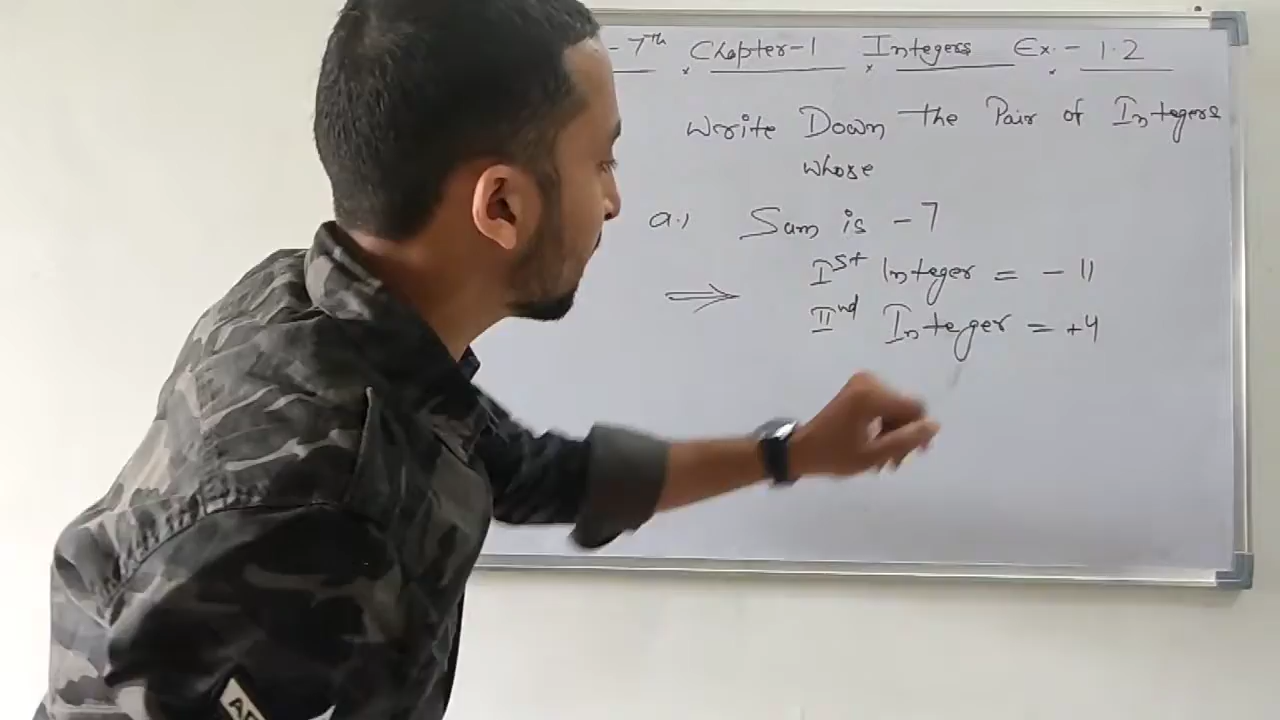 -7th Chapter-1 Integers Ex.-1.2
Write Down the Pair of Integers
whose
a.) Sum is -7
⇒ Ist Integer = -11
IInd Integer = +4